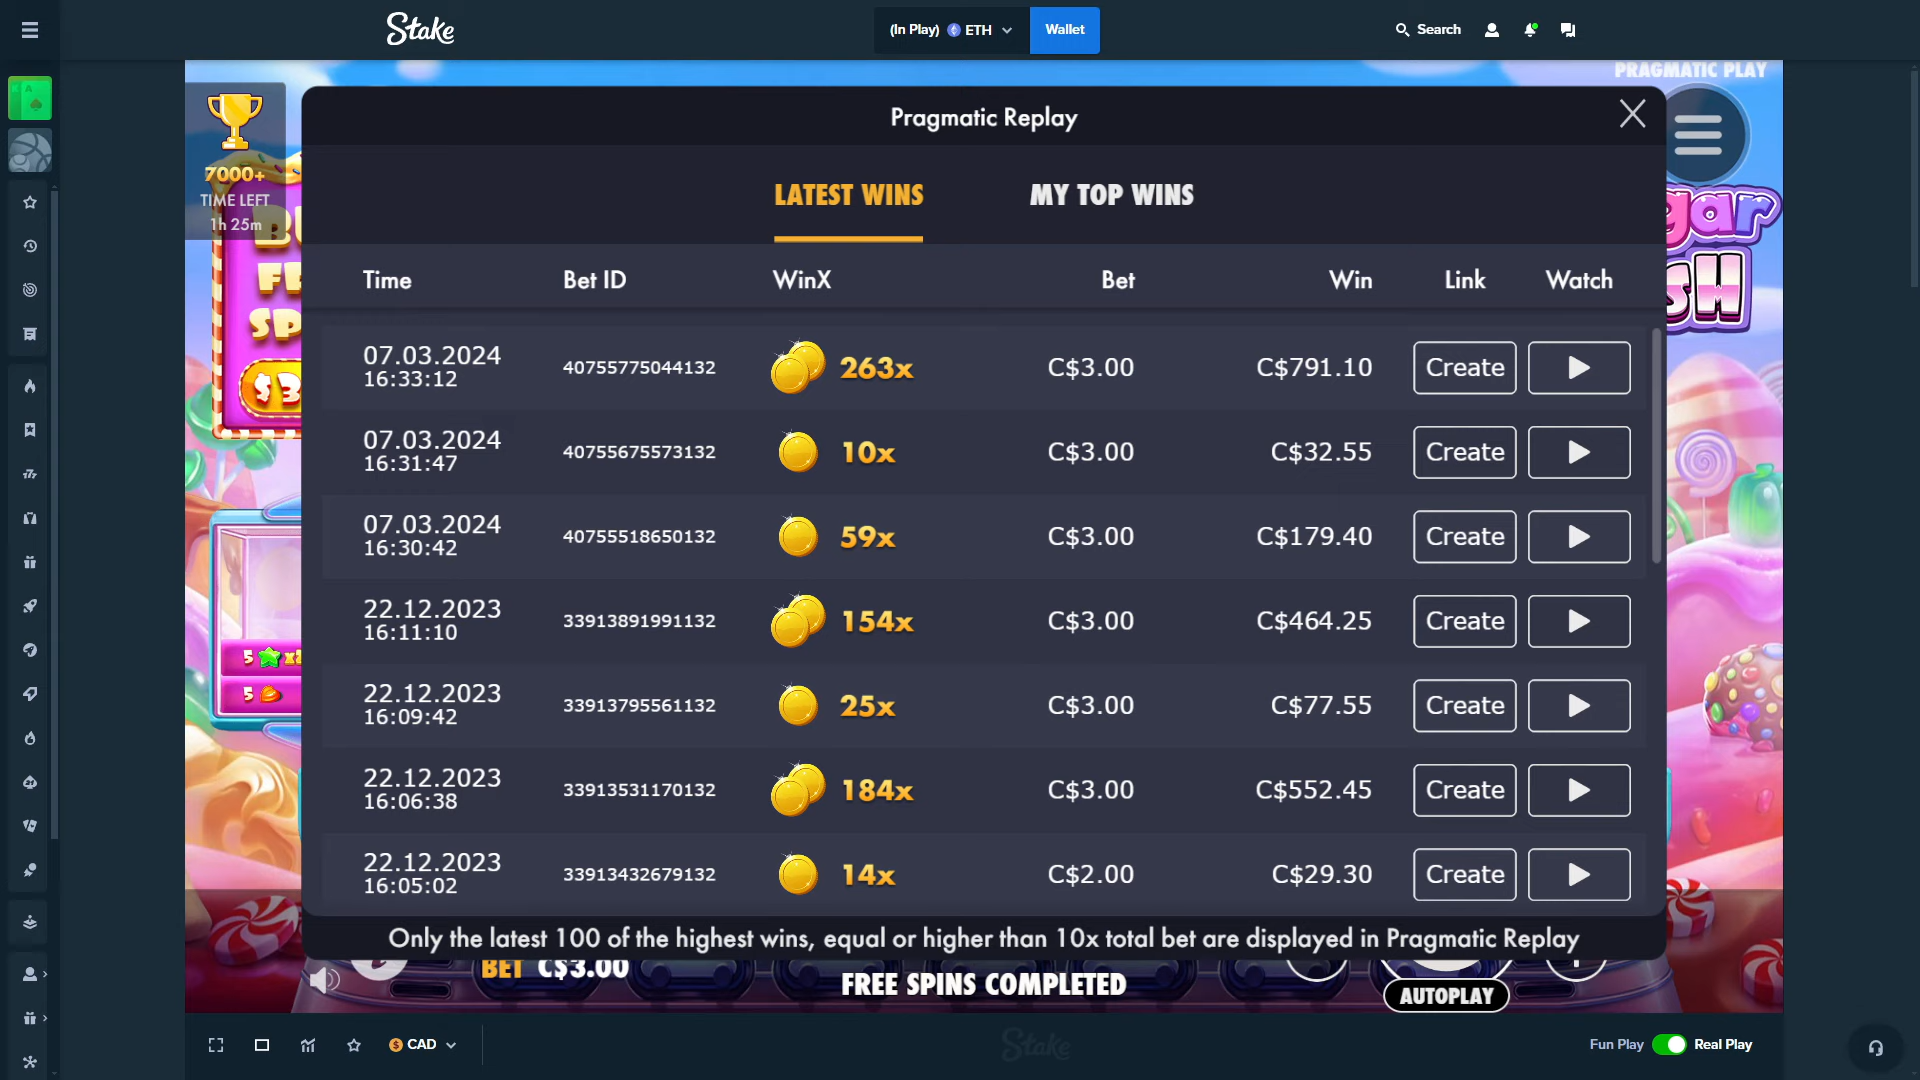 Stake
(In Play) ETH
Wallet
Search
PRAGMATIC PLAY
7000+
TIME LEFT
1h 25m
Pragmatic Replay
LATEST WINS
MY TOP WINS
Time Bet ID WinX Bet Win Link Watch
07.03.2024
16:33:12
40755775044132 263x C$3.00 C$791.10 Create
07.03.2024
16:31:47
40755675573132 10x C$3.00 C$32.55 Create
07.03.2024
16:30:42
40755518650132 59x C$3.00 C$179.40 Create
22.12.2023
16:11:10
33913891991132 154x C$3.00 C$464.25 Create
22.12.2023
16:09:42
33913795561132 25x C$3.00 C$77.55 Create
22.12.2023
16:06:38
33913531170132 184x C$3.00 C$552.45 Create
22.12.2023
16:05:02
33913432679132 14x C$2.00 C$29.30 Create
Only the latest 100 of the highest wins, equal or higher than 10x total bet are displayed in Pragmatic Replay
BET C$3.00
FREE SPINS COMPLETED
AUTOPLAY
CAD
Stake
Fun Play
Real Play